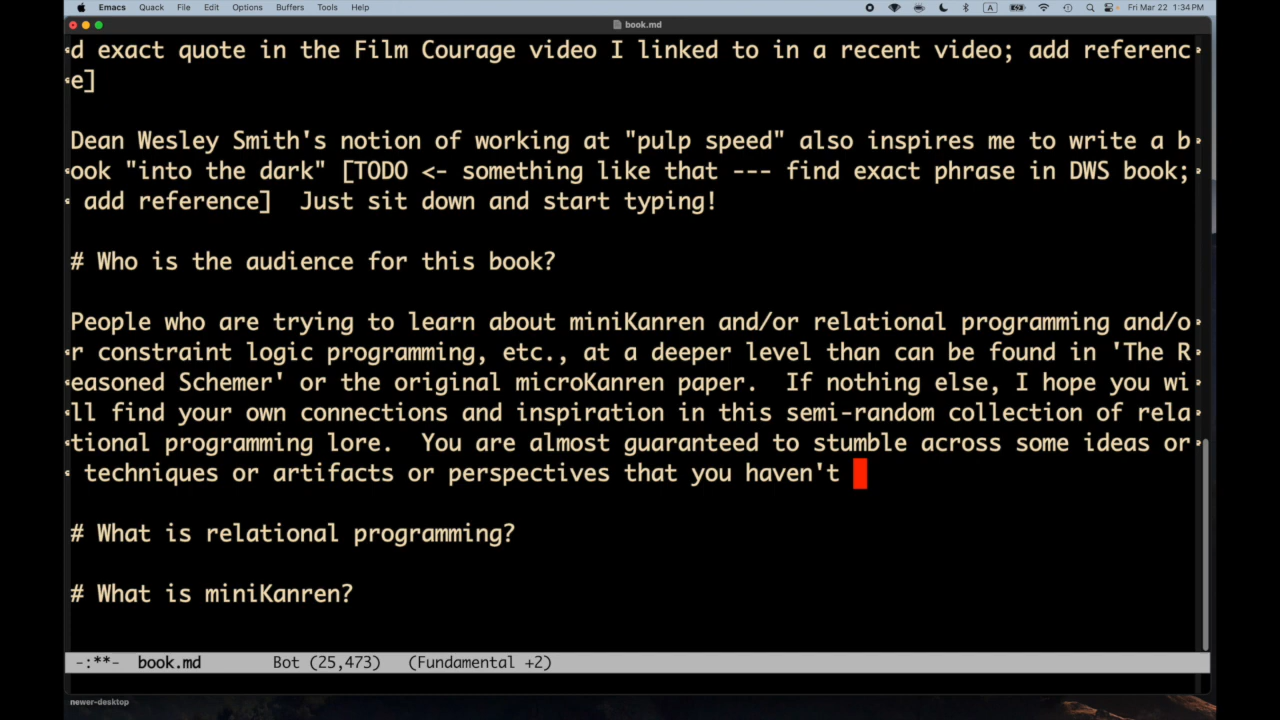 Emacs Quack File Edit Options Buffers Tools Help A Fri Mar 22 1:34 PM
book.md
d exact quote in the Film Courage video I linked to in a recent video; add referenc
e]
Dean Wesley Smith's notion of working at "pulp speed" also inspires me to write a b
ook "into the dark" [TODO <- something like that --- find exact phrase in DWS book;
add reference]  Just sit down and start typing!
# Who is the audience for this book?
People who are trying to learn about miniKanren and/or relational programming and/o
r constraint logic programming, etc., at a deeper level than can be found in 'The R
easoned Schemer' or the original microKanren paper.  If nothing else, I hope you wi
ll find your own connections and inspiration in this semi-random collection of rela
tional programming lore.  You are almost guaranteed to stumble across some ideas or
techniques or artifacts or perspectives that you haven't
# What is relational programming?
# What is miniKanren?
-:**-  book.md  Bot (25,473)  (Fundamental +2)
newer-desktop